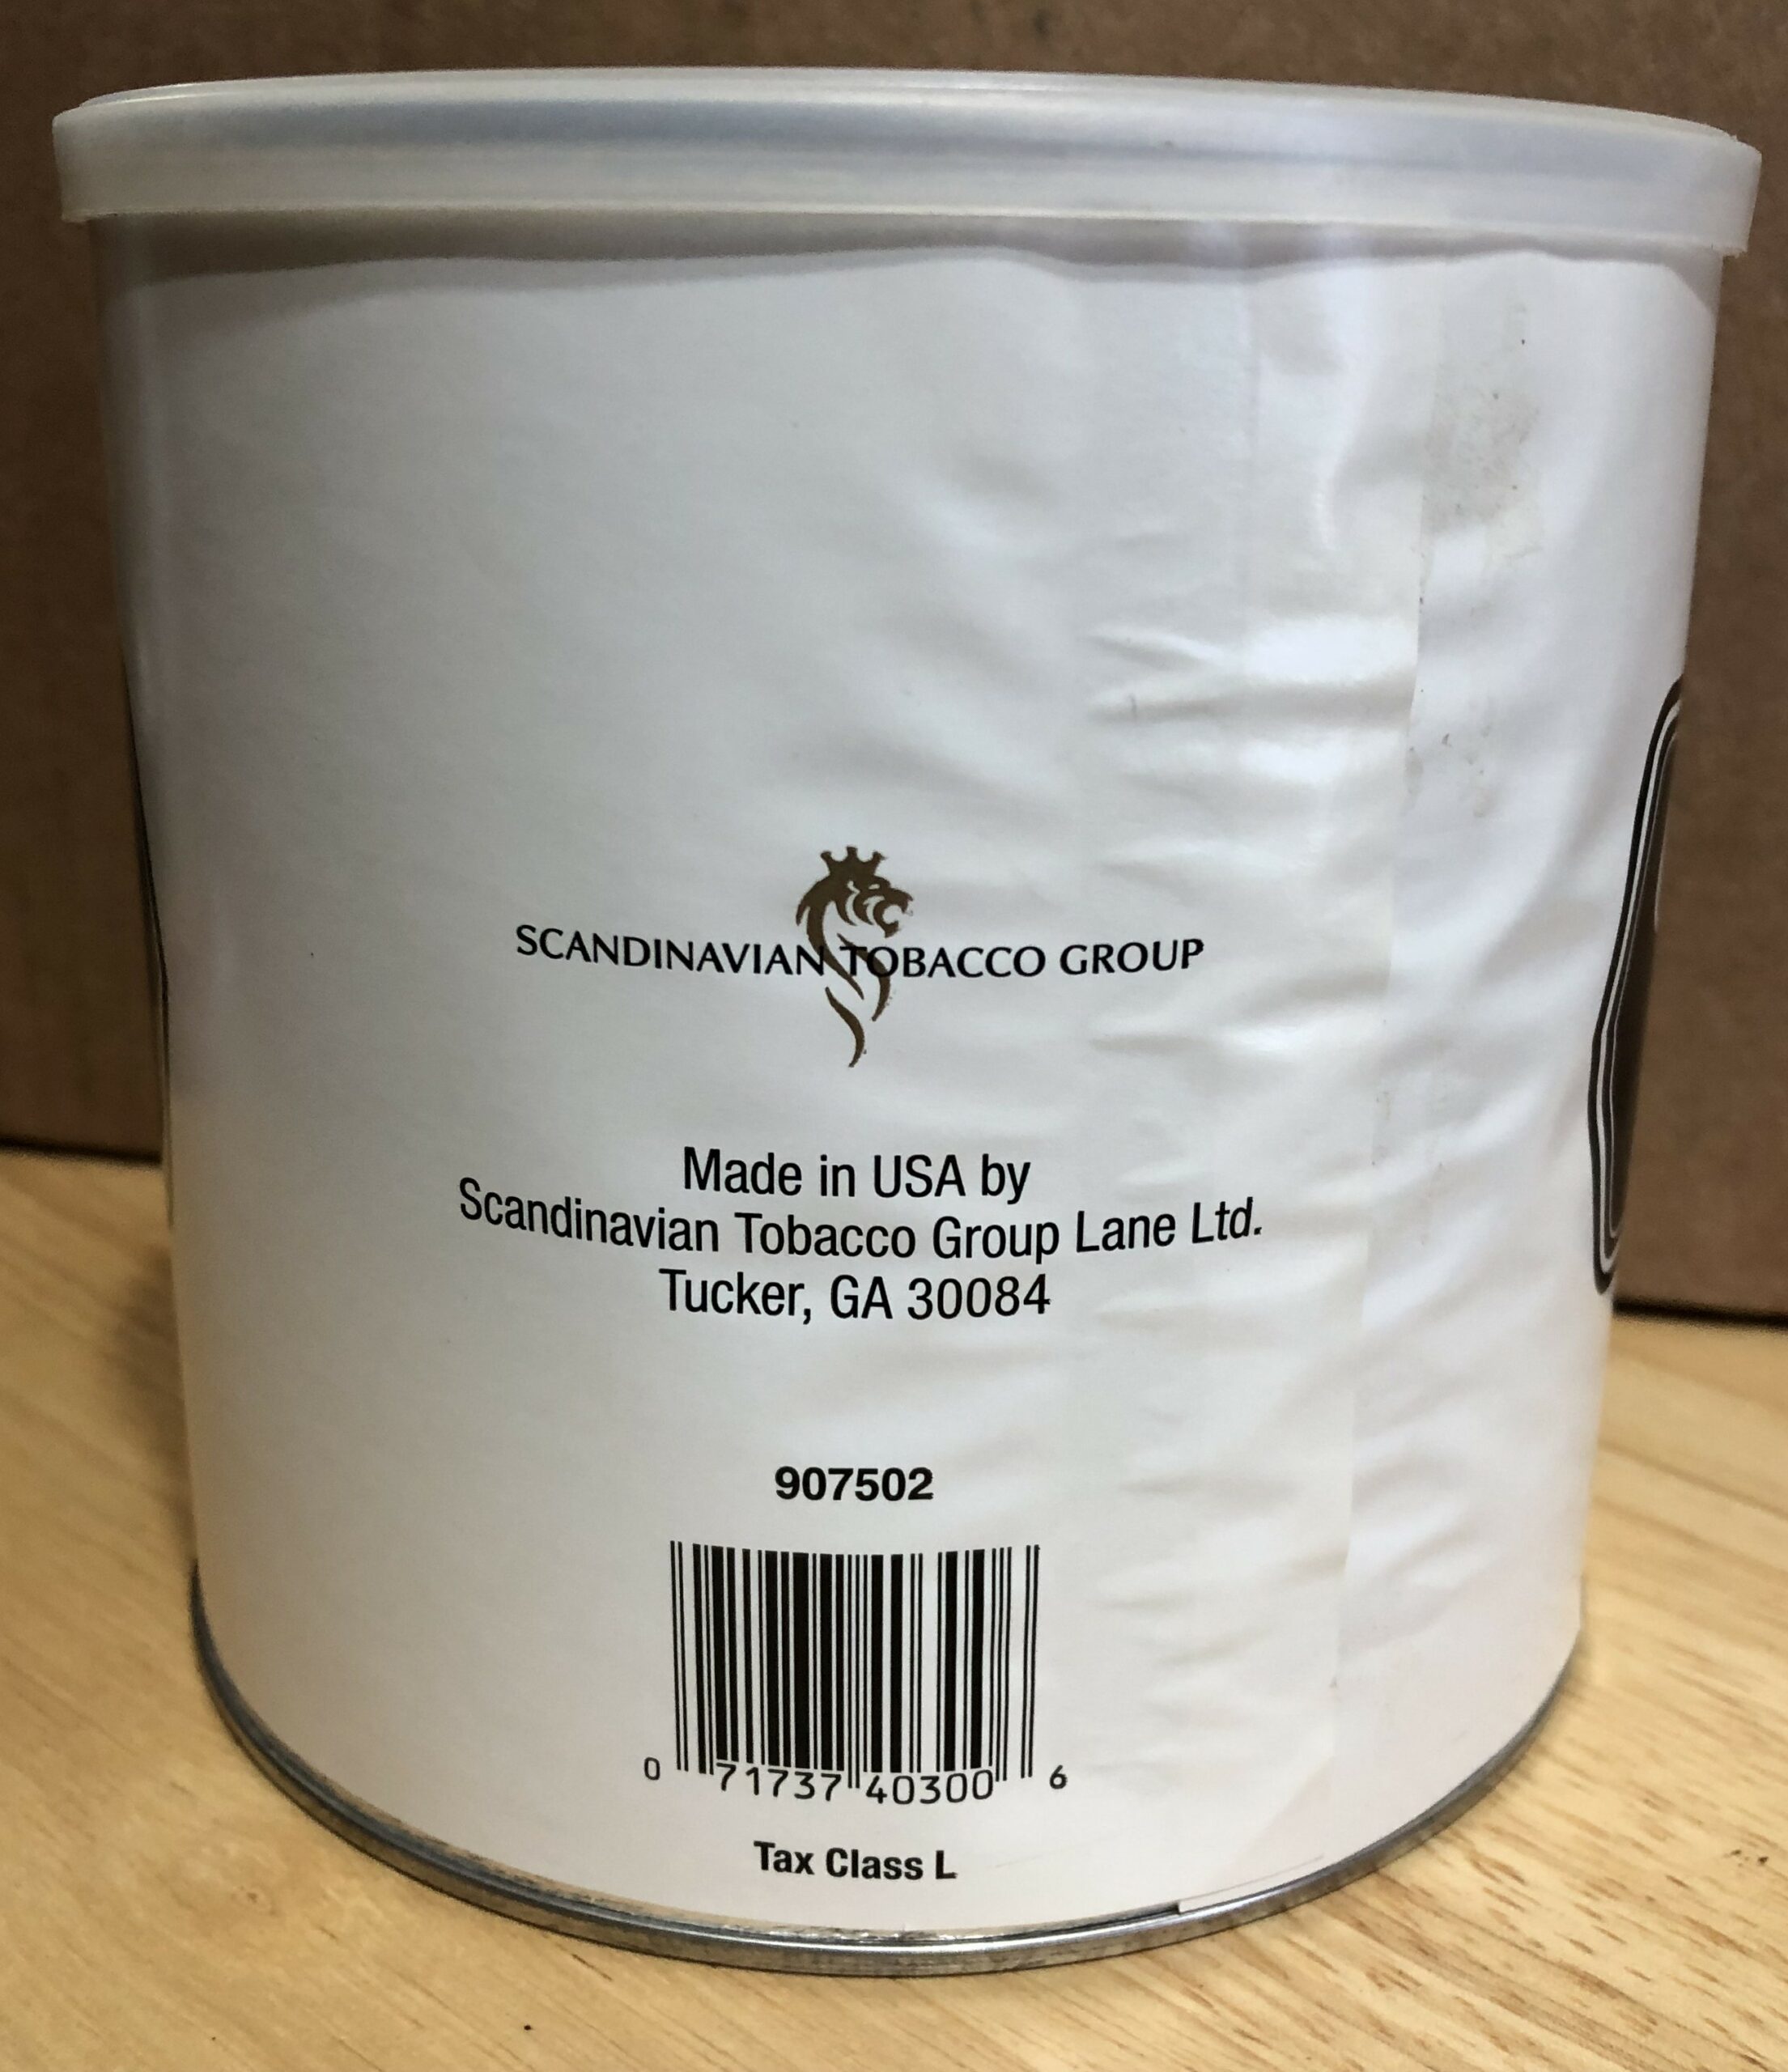 SCANDINAVIAN TOBACCO GROUP
Made in USA by
Scandinavian Tobacco Group Lane Ltd.
Tucker, GA 30084
907502
0 71737 40300 6
Tax Class L